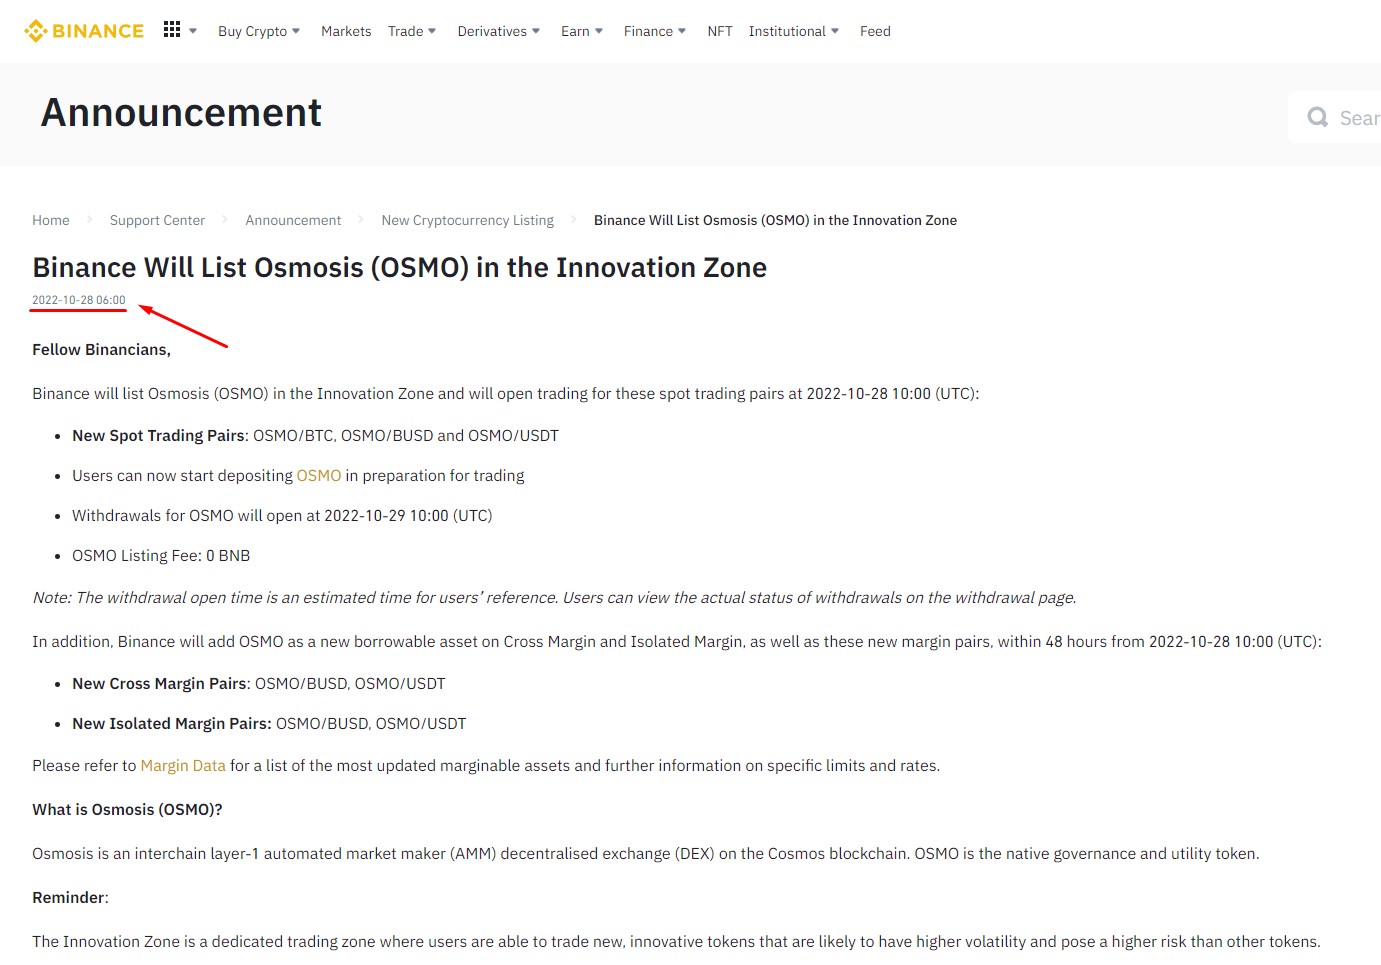 BINANCE Buy Crypto Markets Trade Derivatives Earn Finance NFT Institutional Feed
Announcement
Sear
Home Support Center Announcement New Cryptocurrency Listing Binance Will List Osmosis (OSMO) in the Innovation Zone
Binance Will List Osmosis (OSMO) in the Innovation Zone
2022-10-28 06:00
Fellow Binancians,
Binance will list Osmosis (OSMO) in the Innovation Zone and will open trading for these spot trading pairs at 2022-10-28 10:00 (UTC):
• New Spot Trading Pairs: OSMO/BTC, OSMO/BUSD and OSMO/USDT
• Users can now start depositing OSMO in preparation for trading
• Withdrawals for OSMO will open at 2022-10-29 10:00 (UTC)
• OSMO Listing Fee: 0 BNB
Note: The withdrawal open time is an estimated time for users’ reference. Users can view the actual status of withdrawals on the withdrawal page.
In addition, Binance will add OSMO as a new borrowable asset on Cross Margin and Isolated Margin, as well as these new margin pairs, within 48 hours from 2022-10-28 10:00 (UTC):
• New Cross Margin Pairs: OSMO/BUSD, OSMO/USDT
• New Isolated Margin Pairs: OSMO/BUSD, OSMO/USDT
Please refer to Margin Data for a list of the most updated marginable assets and further information on specific limits and rates.
What is Osmosis (OSMO)?
Osmosis is an interchain layer-1 automated market maker (AMM) decentralised exchange (DEX) on the Cosmos blockchain. OSMO is the native governance and utility token.
Reminder:
The Innovation Zone is a dedicated trading zone where users are able to trade new, innovative tokens that are likely to have higher volatility and pose a higher risk than other tokens.